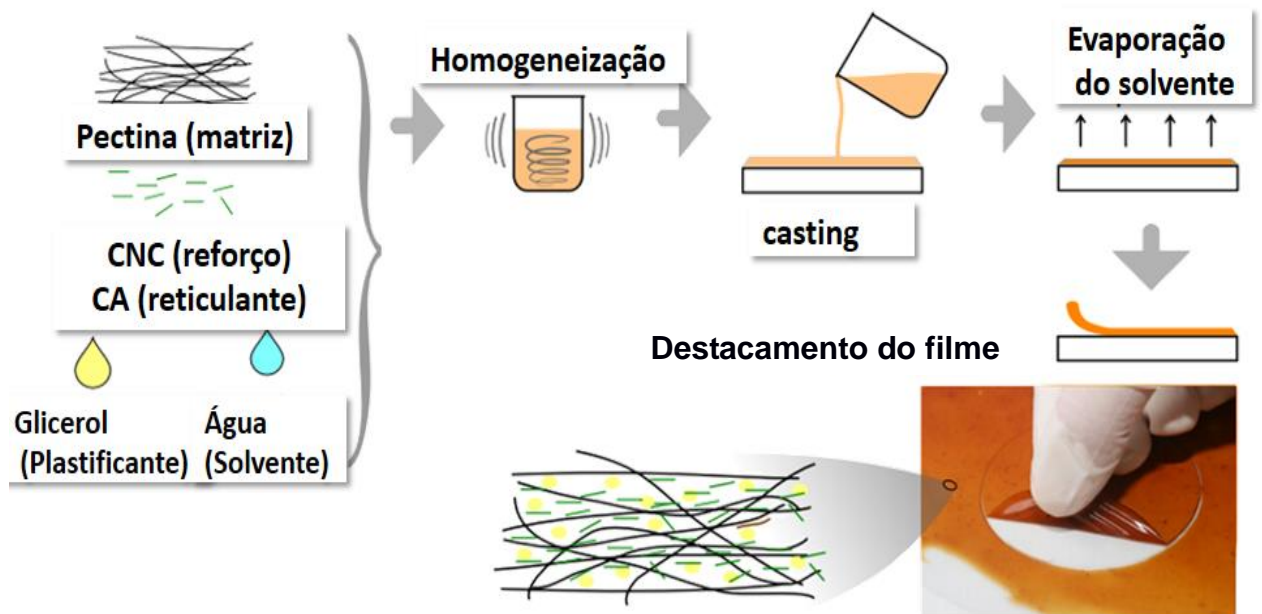 Pectina (matriz)
CNC (reforço)
CA (reticulante)
Glicerol
(Plastificante)
Água
(Solvente)
Homogeneização
casting
Evaporação
do solvente
Destacamento do filme